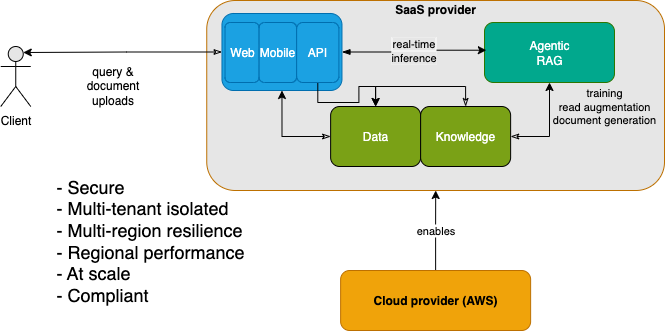 SaaS provider
Web
Mobile
API
real-time
inference
Agentic
RAG
query &
document
uploads
Client
training
read augmentation
document generation
Data
Knowledge
- Secure
- Multi-tenant isolated
- Multi-region resilience
- Regional performance
- At scale
- Compliant
enables
Cloud provider (AWS)